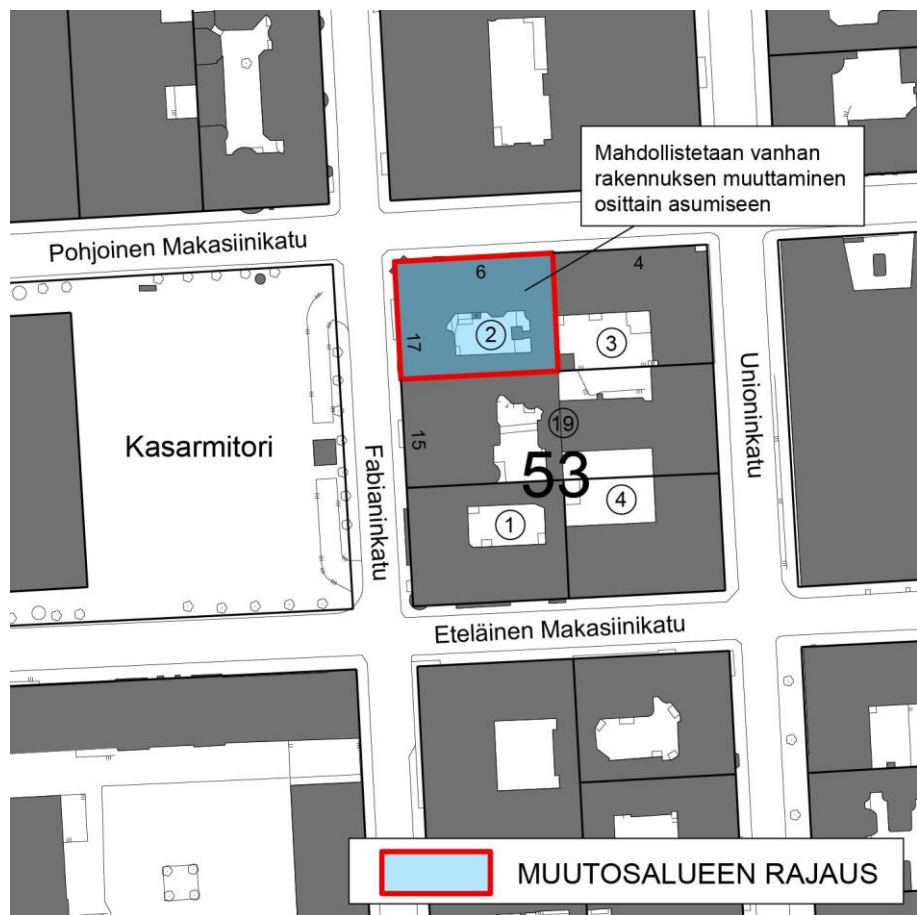 Mahdollistetaan vanhan
rakennuksen muuttaminen
osittain asumiseen
Pohjoinen Makasiinikatu
6
4
17
2
3
Unioninkatu
Kasarmitori
Fabianinkatu
15
19
53
1
4
Eteläinen Makasiinikatu
MUUTOSALUEEN RAJAUS